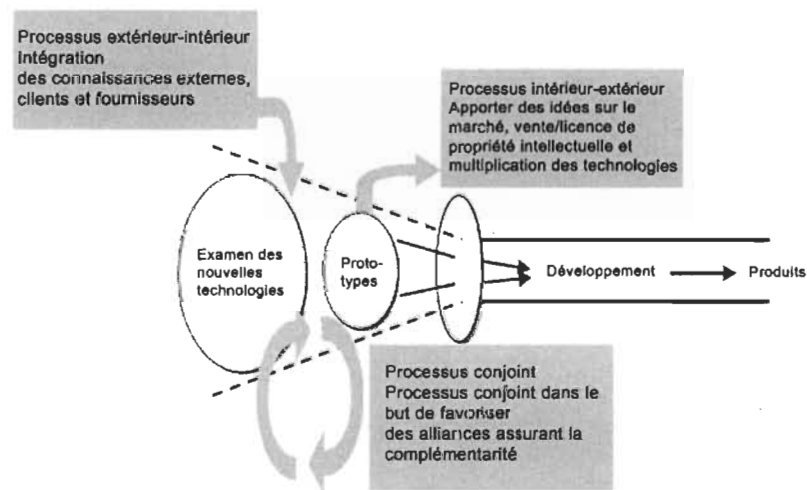 Processus extérieur-intérieur
Intégration
des connaissances externes,
clients et fournisseurs
Processus intérieur-extérieur
Apporter des idées sur le
marché, vente/licence de
propriété intellectuelle et
multiplication des technologies
Examen des
nouvelles
technologies
Proto-
types
Développement
Produits
Processus conjoint
Processus conjoint dans le
but de favoriser
des alliances assurant la
complémentarité